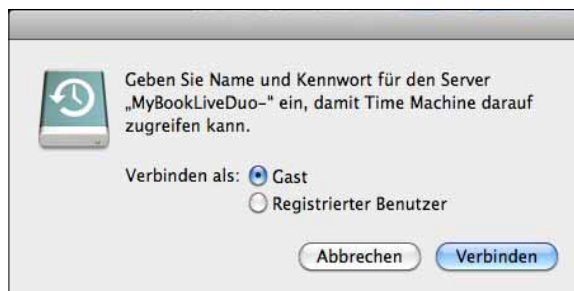 Geben Sie Name und Kennwort für den Server
„MyBookLiveDuo-“ ein, damit Time Machine darauf
zugreifen kann.
Verbinden als: Gast
Registrierter Benutzer
Abbrechen Verbinden